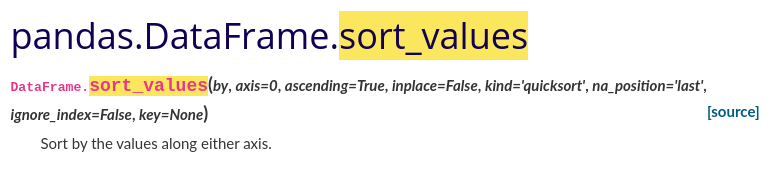 pandas.DataFrame.sort_values
DataFrame.sort_values(by, axis=0, ascending=True, inplace=False, kind='quicksort', na_position='last',
ignore_index=False, key=None) [source]
Sort by the values along either axis.